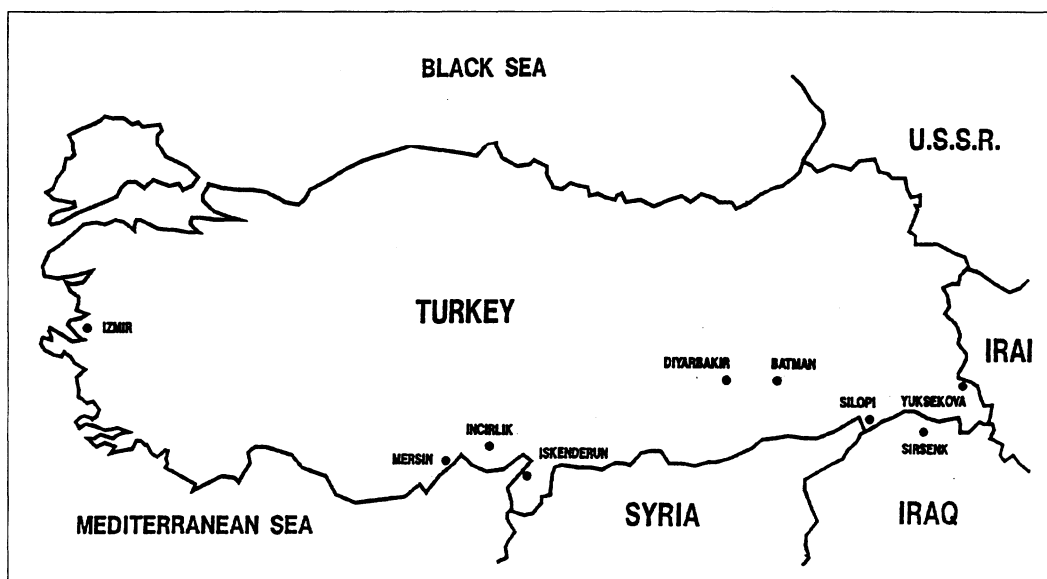 BLACK SEA
U.S.S.R.
TURKEY
IZMIR
IRAI
DIYARBAKIR
BATMAN
SILOPI
YUKSEKOVA
INCIRLIK
MERSIN
ISKENDERUN
SIRSENK
MEDITERRANEAN SEA
SYRIA
IRAQ